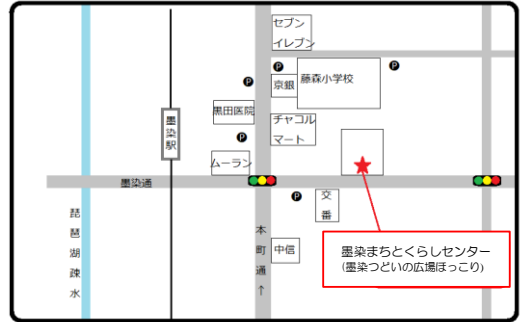 セブン
イレブン
P
P
P
京銀
藤森小学校
黒田医院
チャコル
マート
墨染駅
P
ムーラン
墨染通
P
交番
琵琶湖疎水
本町通↑
中信
墨染まちとくらしセンター
(墨染つどいの広場ほっこり)